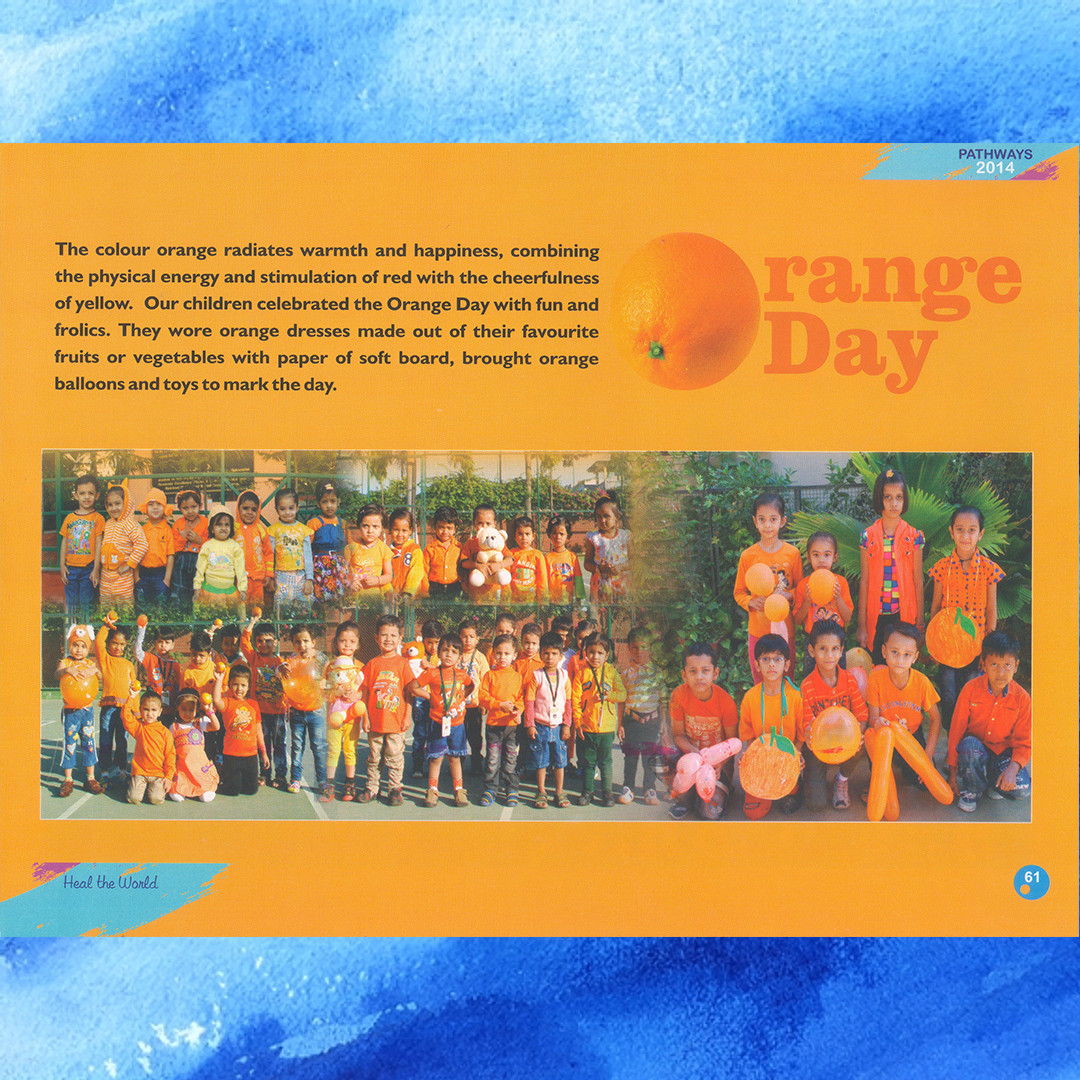 PATHWAYS
2014
The colour orange radiates warmth and happiness, combining
the physical energy and stimulation of red with the cheerfulness
of yellow. Our children celebrated the Orange Day with fun and
frolics. They wore orange dresses made out of their favourite
fruits or vegetables with paper of soft board, brought orange
balloons and toys to mark the day.
range
Day
Heal the World
61